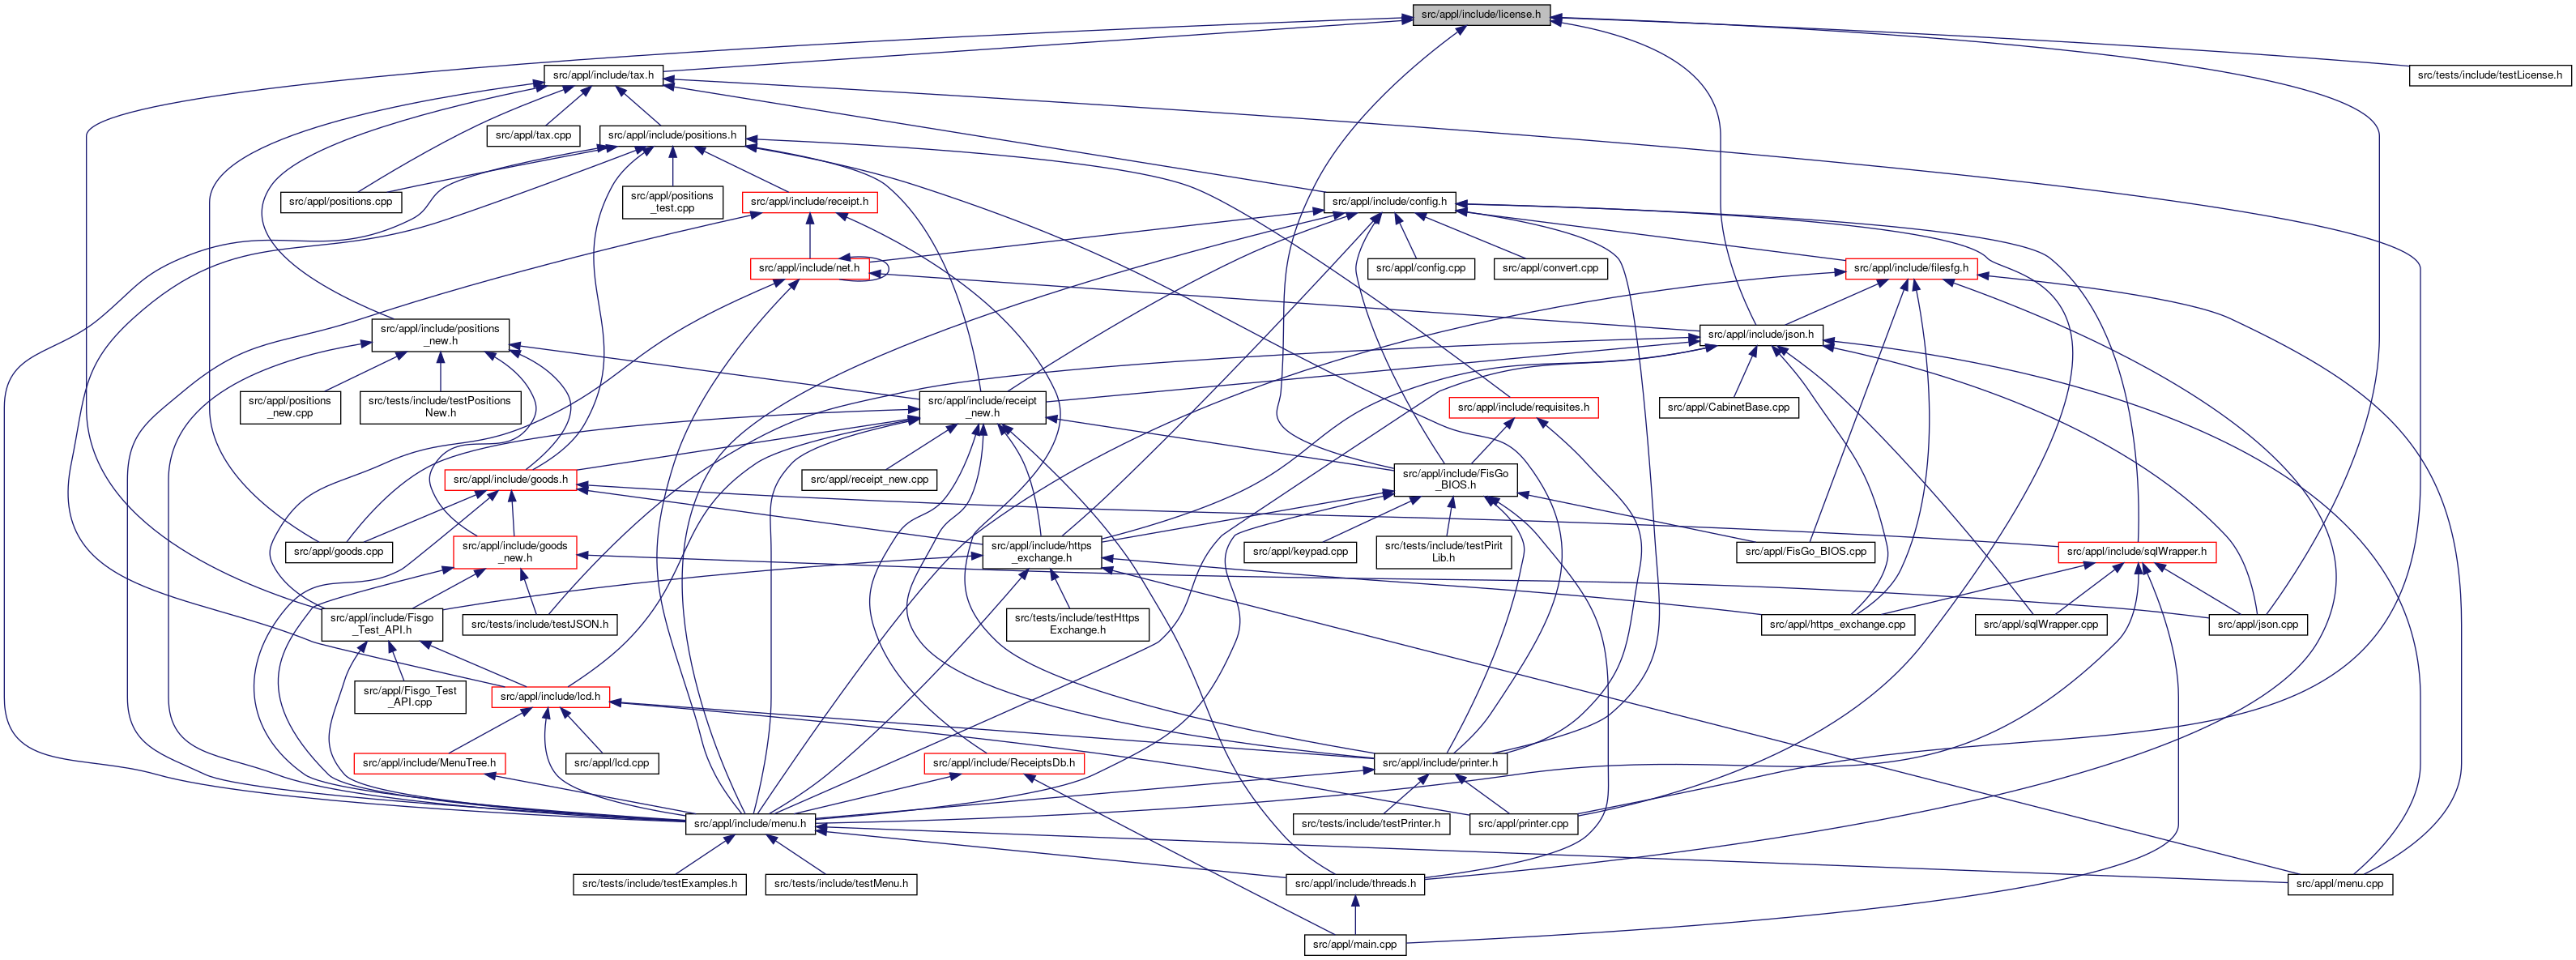 src/appl/include/license.h
src/appl/include/tax.h
src/tests/include/testLicense.h
src/appl/tax.cpp
src/appl/include/positions.h
src/appl/positions.cpp
src/appl/positions
_test.cpp
src/appl/include/receipt.h
src/appl/include/config.h
src/appl/include/net.h
src/appl/config.cpp
src/appl/convert.cpp
src/appl/include/filesfg.h
src/appl/include/positions
_new.h
src/appl/include/json.h
src/appl/positions
_new.cpp
src/tests/include/testPositions
New.h
src/appl/include/receipt
_new.h
src/appl/include/requisites.h
src/appl/CabinetBase.cpp
src/appl/include/goods.h
src/appl/receipt_new.cpp
src/appl/include/FisGo
_BIOS.h
src/appl/goods.cpp
src/appl/include/goods
_new.h
src/appl/include/https
_exchange.h
src/appl/keypad.cpp
src/tests/include/testPirit
Lib.h
src/appl/FisGo_BIOS.cpp
src/appl/include/sqlWrapper.h
src/appl/include/Fisgo
_Test_API.h
src/tests/include/testJSON.h
src/tests/include/testHttps
Exchange.h
src/appl/https_exchange.cpp
src/appl/sqlWrapper.cpp
src/appl/json.cpp
src/appl/Fisgo_Test
_API.cpp
src/appl/include/lcd.h
src/appl/include/MenuTree.h
src/appl/lcd.cpp
src/appl/include/ReceiptsDb.h
src/appl/include/printer.h
src/appl/include/menu.h
src/tests/include/testPrinter.h
src/appl/printer.cpp
src/tests/include/testExamples.h
src/tests/include/testMenu.h
src/appl/include/threads.h
src/appl/menu.cpp
src/appl/main.cpp